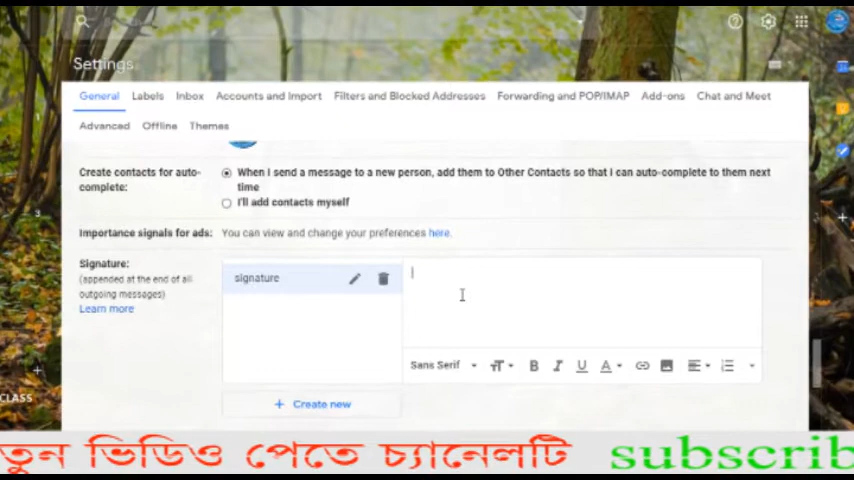 Settings
General Labels Inbox Accounts and Import Filters and Blocked Addresses Forwarding and POP/IMAP Add-ons Chat and Meet
Advanced Offline Themes
Create contacts for auto-complete:
When I send a message to a new person, add them to Other Contacts so that I can auto-complete to them next
time
I'll add contacts myself
3
Importance signals for ads: You can view and change your preferences here.
Signature:
(appended at the end of all
outgoing messages)
Learn more
signature
Sans Serif
B I U A
+ Create new
CLASS
তুন ভিডিও পেতে চ্যানেলটি subscrib